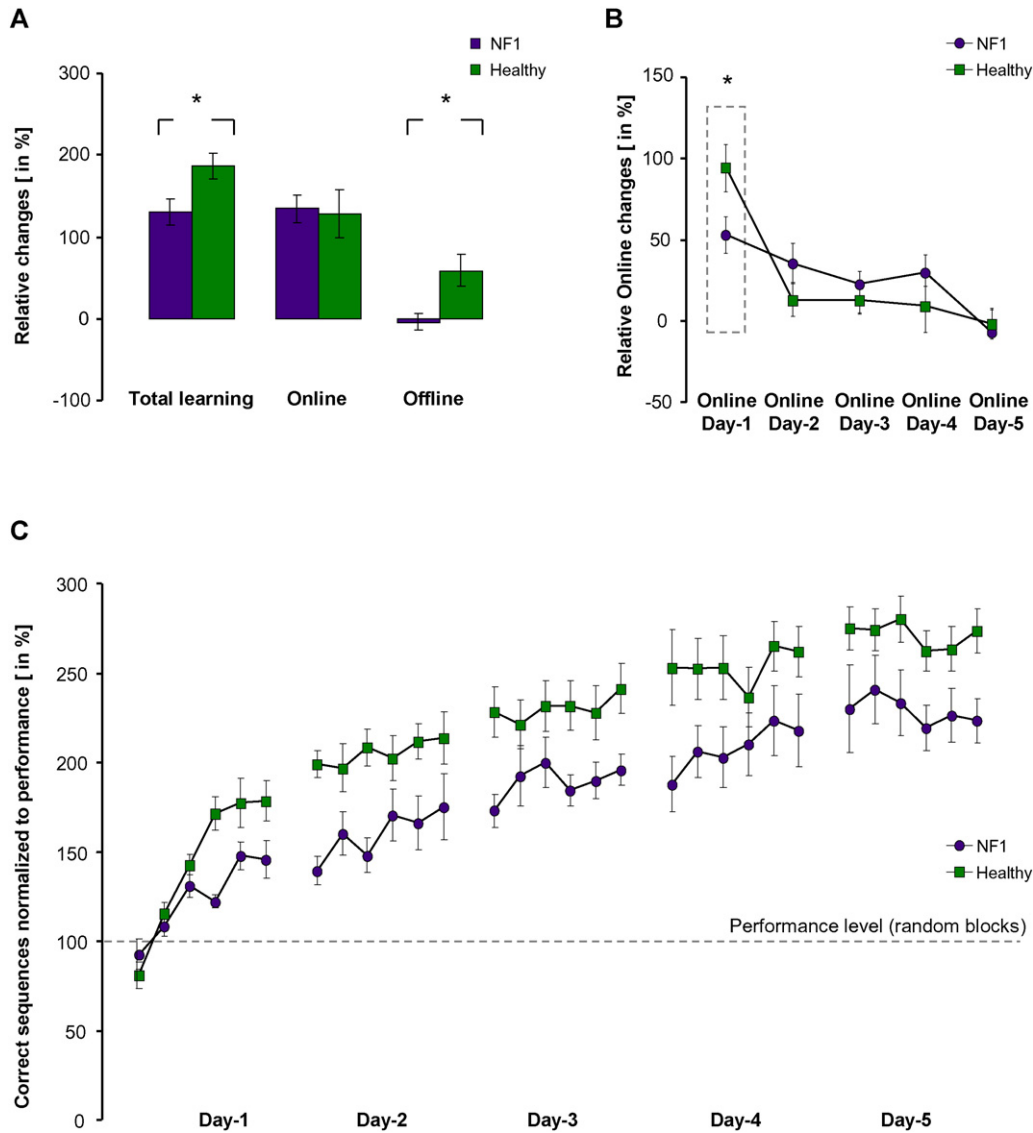 A
NF1
Healthy
Relative changes [ in %]
300
200
100
0
-100
*
*
Total learning
Online
Offline
B
NF1
Healthy
Relative Online changes [ in %]
150
100
50
0
-50
*
Online Online Online Online Online
Day-1 Day-2 Day-3 Day-4 Day-5
C
Correct sequences normalized to performance [ in %]
300
250
200
150
100
50
0
NF1
Healthy
Performance level (random blocks)
Day-1
Day-2
Day-3
Day-4
Day-5